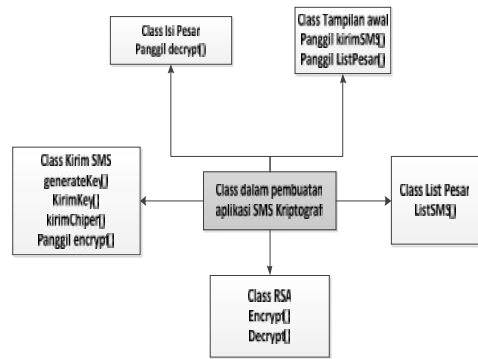 Class Isi Pesar
Panggil decrypt()
Class Tampilan awal
Panggil kirimSMS()
Panggil ListPesar()
Class Kirim SMS
generateKey()
KirimKey()
kirimChiper()
Panggil encrypt()
Class dalam pembuatan
aplikasi SMS Kriptografi
Class List Pesar
ListSMS()
Class RSA
Encrypt()
Decrypt()